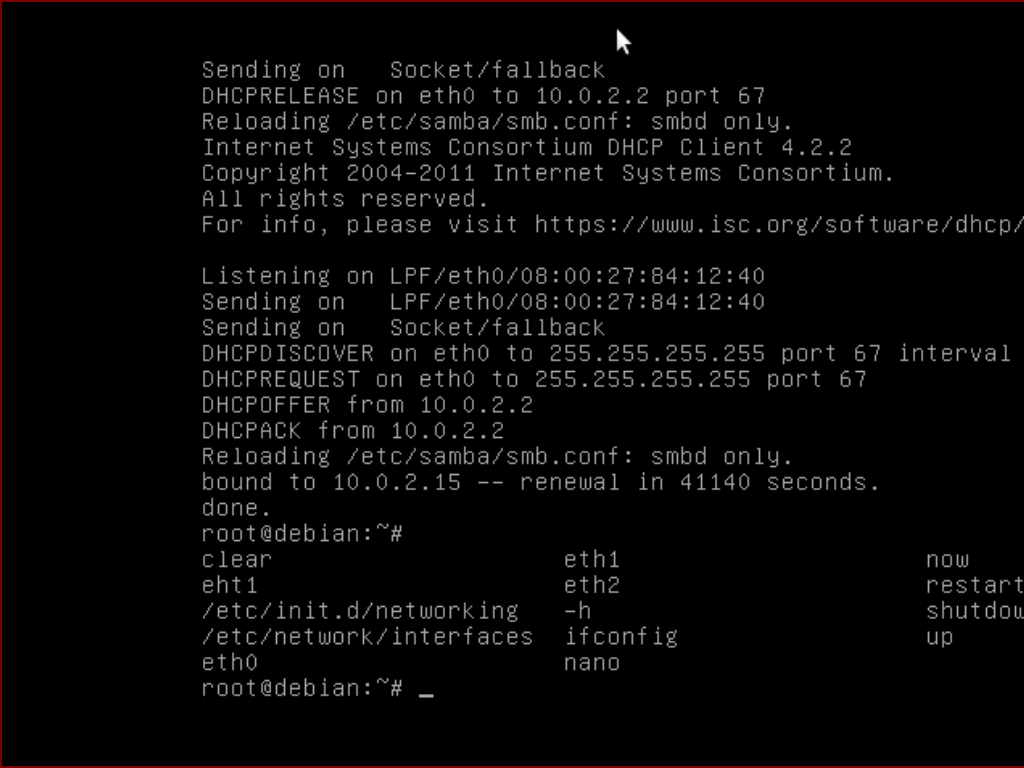 Sending on   Socket/fallback
DHCPRELEASE on eth0 to 10.0.2.2 port 67
Reloading /etc/samba/smb.conf: smbd only.
Internet Systems Consortium DHCP Client 4.2.2
Copyright 2004-2011 Internet Systems Consortium.
All rights reserved.
For info, please visit https://www.isc.org/software/dhcp/
Listening on LPF/eth0/08:00:27:84:12:40
Sending on   LPF/eth0/08:00:27:84:12:40
Sending on   Socket/fallback
DHCPDISCOVER on eth0 to 255.255.255.255 port 67 interval
DHCPREQUEST on eth0 to 255.255.255.255 port 67
DHCPOFFER from 10.0.2.2
DHCPACK from 10.0.2.2
Reloading /etc/samba/smb.conf: smbd only.
bound to 10.0.2.15 -- renewal in 41140 seconds.
done.
root@debian:~#
clear                    eth1                     now
eht1                     eth2                     restart
/etc/init.d/networking   -h                       shutdow
/etc/network/interfaces  ifconfig                 up
eth0                     nano
root@debian:~# _